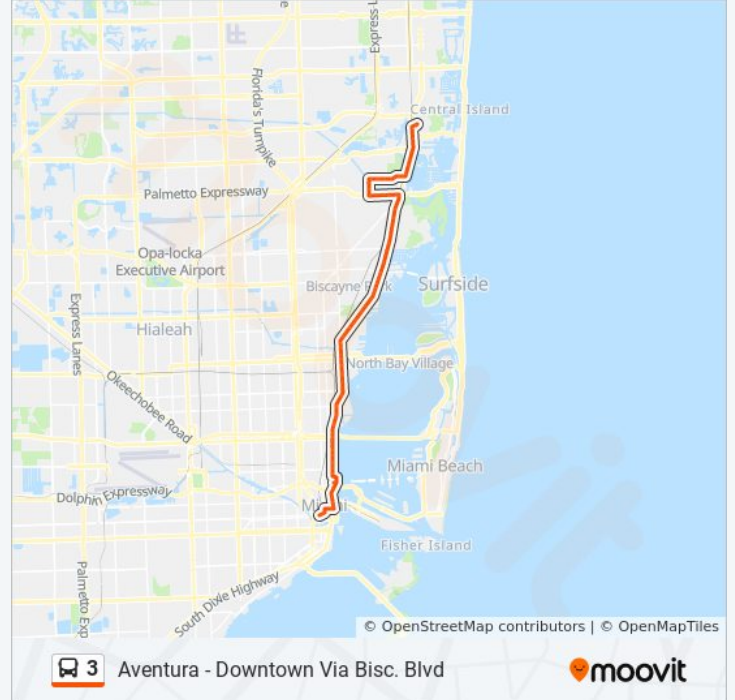 Express
Central Island
Florida's Turnpike
Palmetto Expressway
Opa-locka
Executive Airport
Biscayne Park
Surfside
Express Lanes
Hialeah
North Bay Village
Okeechobee Road
Miami Beach
Dolphin Expressway
Miami
Fisher Island
Palmetto Exp
South Dixie Highway
© OpenStreetMap contributors | © OpenMapTiles
3 Aventura - Downtown Via Bisc. Blvd
moovit